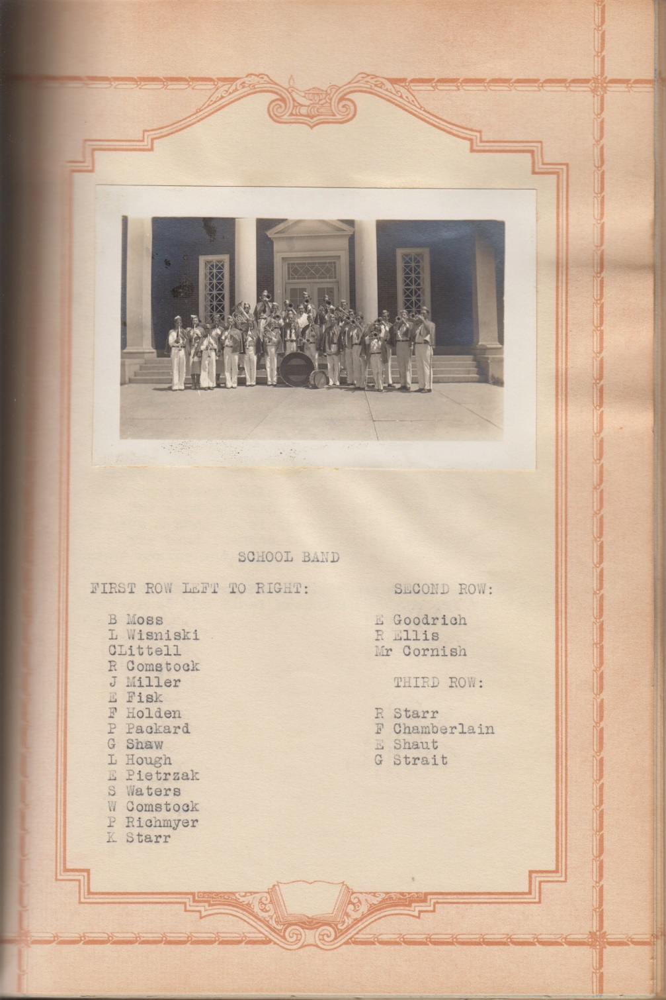 SCHOOL BAND
FIRST ROW LEFT TO RIGHT:
B Moss
L Wisniski
CLittell
R Comstock
J Miller
E Fisk
F Holden
P Packard
G Shaw
L Hough
E Pietrzak
S Waters
W Comstock
P Richmyer
K Starr
SECOND ROW:
E Goodrich
R Ellis
Mr Cornish
THIRD ROW:
R Starr
F Chamberlain
E Shaut
G Strait